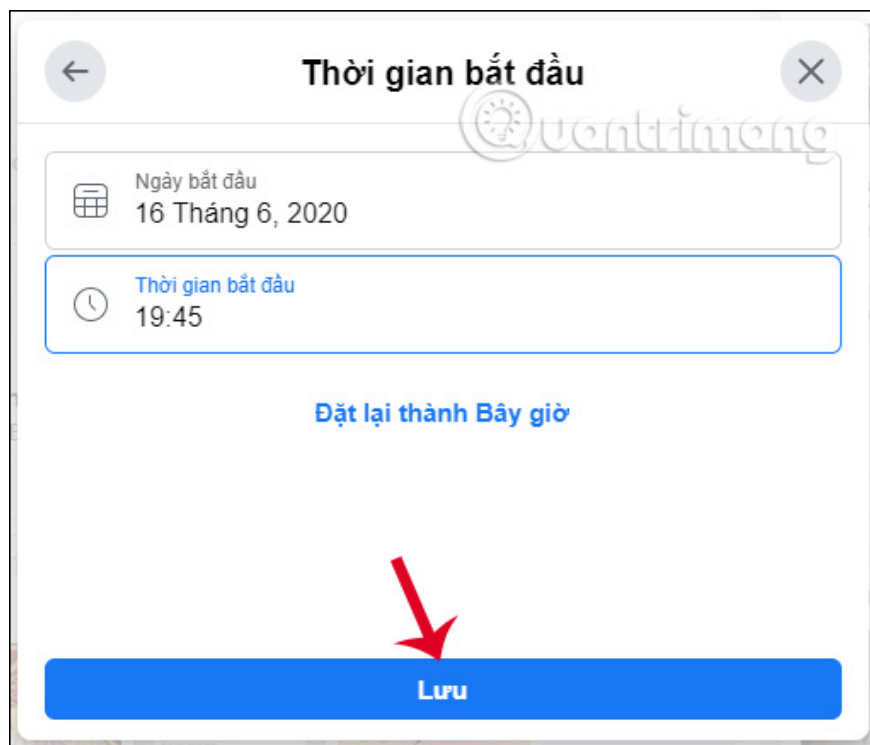 Thời gian bắt đầu
Quantrimang
Ngày bắt đầu
16 Tháng 6, 2020
Thời gian bắt đầu
19:45
Đặt lại thành Bây giờ
Lưu